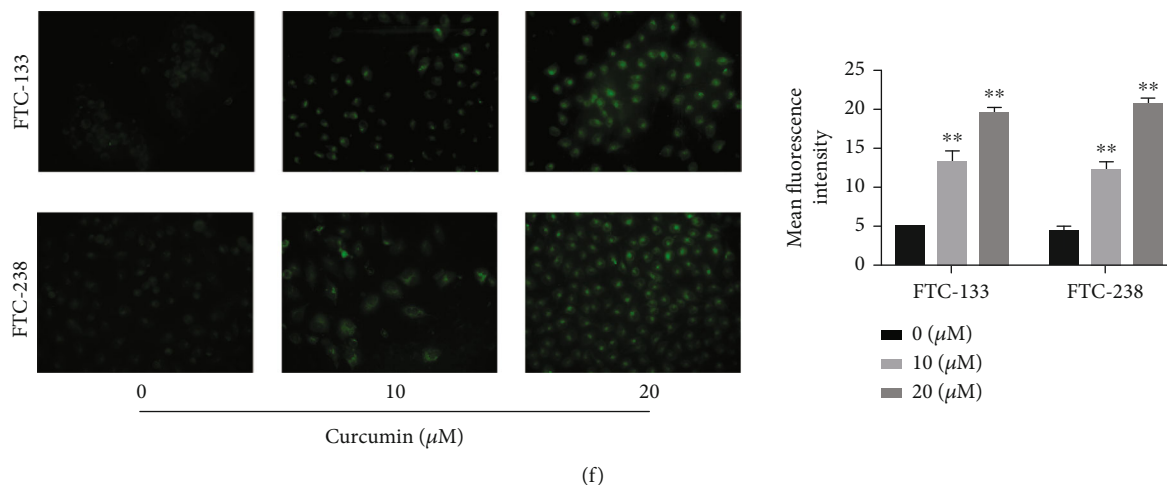 FTC-133
FTC-238
0
10
20
Curcumin (μM)
Mean fluorescence
intensity
25
20
15
10
5
0
**
**
**
**
FTC-133
FTC-238
0 (μM)
10 (μM)
20 (μM)
(f)